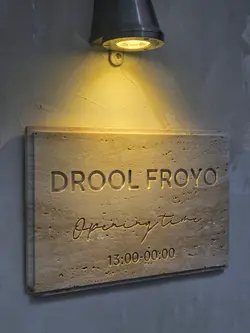 DROOL FROYO
Opening time
13:00-00:00